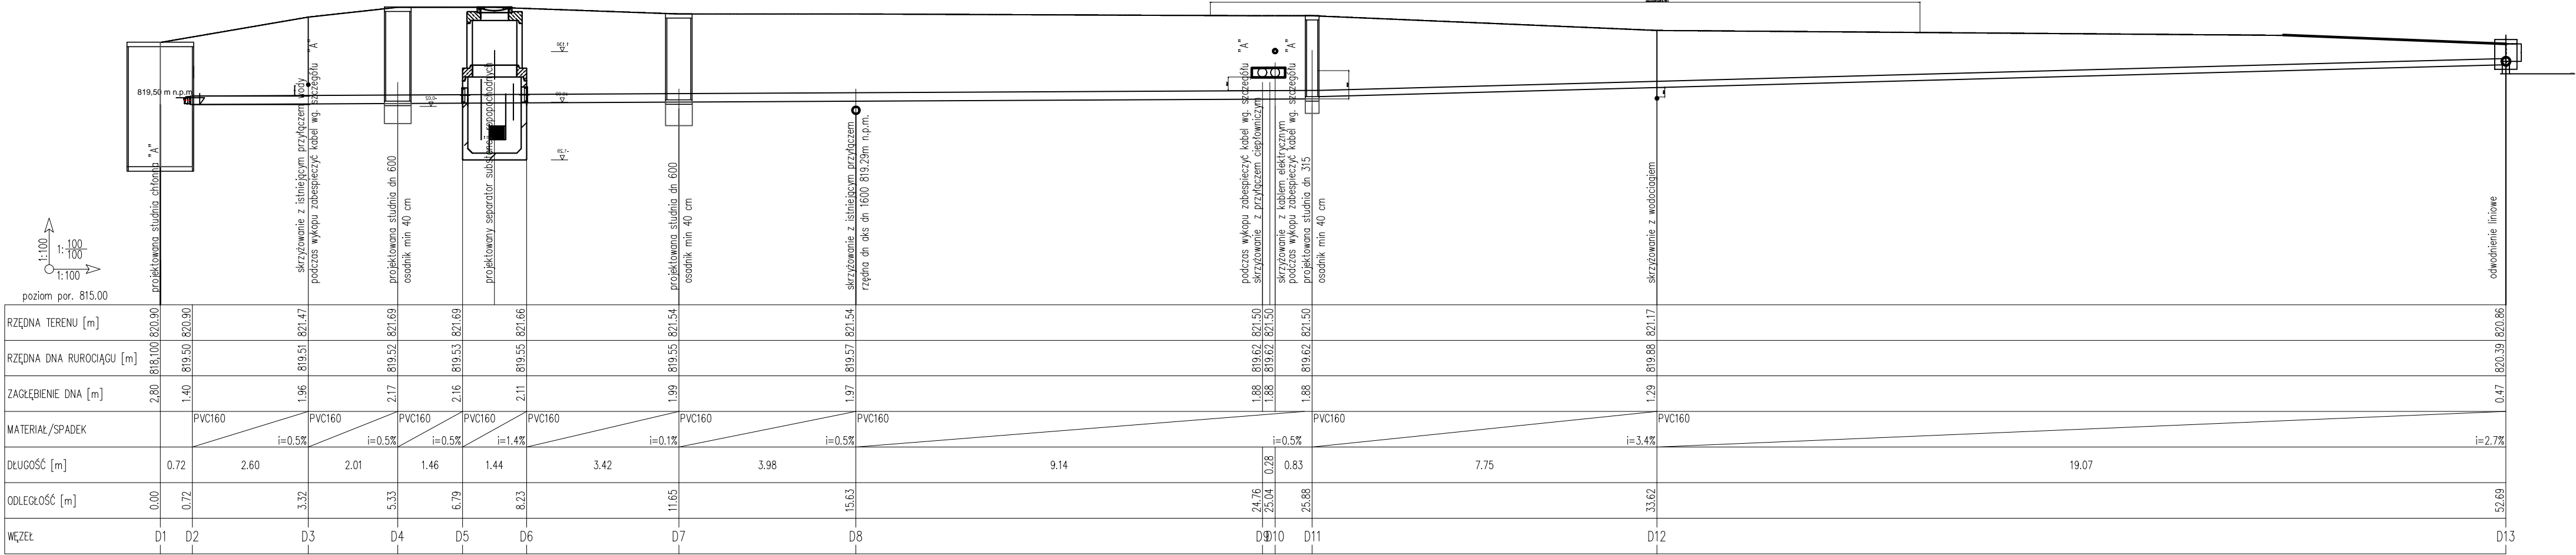 819,50 m n.p.m
projektowana studnia chłonna "A"
skrzyżowanie z istniejącym przyłączem wody
podczas wykopu zabespieczyć kabel wg. szczegółu "A"
projektowana studnia dn 600
osadnik min 40 cm
projektowany separator substancji ropopochodnych
projektowana studnia dn 600
osadnik min 40 cm
skrzyżowanie z istniejącym przyłączem
rzędna dn aks dn 1600 819.29m n.p.m.
podczas wykopu zabespieczyć kabel wg. szczegółu "A"
skrzyżowanie z przyłączem ciepłowniczym
skrzyżowanie z kablem elektrycznym
podczas wykopu zabespieczyć kabel wg. szczegółu "A"
projektowana studnia dn 315
osadnik min 40 cm
skrzyżowanie z wodociągiem
odwodnienie liniowe
1:100
1: 100/100
1:100
poziom por. 815.00
RZĘDNA TERENU [m] 820.90 820.90 821.47 821.69 821.69 821.66 821.54 821.54 821.50 821.50 821.50 821.17 820.86
RZĘDNA DNA RUROCIĄGU [m] 818,100 819.50 819.51 819.52 819.53 819.55 819.55 819.57 819.62 819.62 819.62 819.88 820.39
ZAGŁĘBIENIE DNA [m] 2,80 1.40 1.96 2.17 2.16 2.11 1.99 1.97 1.88 1.88 1.88 1.29 0.47
MATERIAŁ/SPADEK
PVC160 PVC160 PVC160 PVC160 PVC160 PVC160 PVC160 PVC160 PVC160
i=0.5% i=0.5% i=0.5% i=1.4% i=0.1% i=0.5% i=0.5% i=3.4% i=2.7%
DŁUGOŚĆ [m] 0.72 2.60 2.01 1.46 1.44 3.42 3.98 9.14 0.28 0.83 7.75 19.07
ODLEGŁOŚĆ [m] 0.00 0.72 3.32 5.33 6.79 8.23 11.65 15.63 24.76 25.04 25.88 33.62 52.69
WĘZEŁ D1 D2 D3 D4 D5 D6 D7 D8 D9 D10 D11 D12 D13